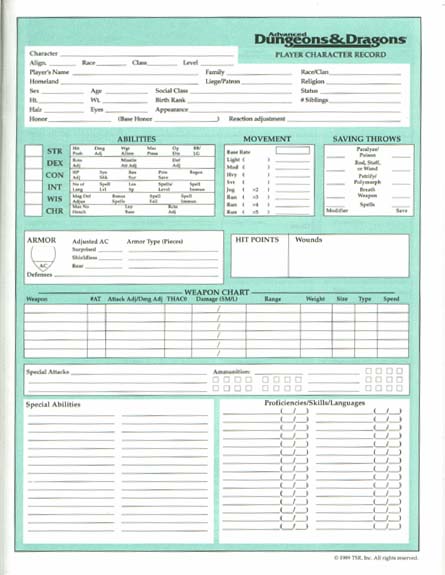 Advanced
Dungeons&Dragons
PLAYER CHARACTER RECORD
Character
Align. Race Class Level
Player's Name Family Race/Clan
Homeland Liege/Patron Religion
Sex Age Social Class Status
Ht. Wt. Birth Rank # Siblings
Hair Eyes Appearance
Honor (Base Honor ) Reaction adjustment
ABILITIES
STR Hit Prob Dmg Adj Wgt Allow Max Press Op Drs BB/LG
DEX Rctn Adj Missile Att Adj Def Adj
CON HP Adj Sys Shk Res Sur Pois Save Regen
INT No of Lang Spell Lvl Lrn Sp Spells/Level Spell Immun
WIS Mag Def Adjus Bonus Spells Spell Fail Spell Immun
CHR Max No Hench Loy Base Rctn Adj
MOVEMENT
Base Rate
Light ( )
Mod ( )
Hvy ( )
Svr ( )
Jog ( x2 )
Run ( x3 )
Run ( x4 )
Run ( x5 )
SAVING THROWS
Paralyze/
Poison
Rod, Staff,
or Wand
Petrify/
Polymorph
Breath
Weapon
Spells
Modifier Save
ARMOR
AC
Defenses
Adjusted AC Armor Type (Pieces)
Surprised
Shieldless
Rear
HIT POINTS Wounds
WEAPON CHART
Weapon #AT Attack Adj/Dmg Adj THAC0 Damage (SM/L) Range Weight Size Type Speed
/
/
/
/
/
Special Attacks Ammunition:
Special Abilities
Proficiencies/Skills/Languages
© 1989 TSR, Inc. All rights reserved.